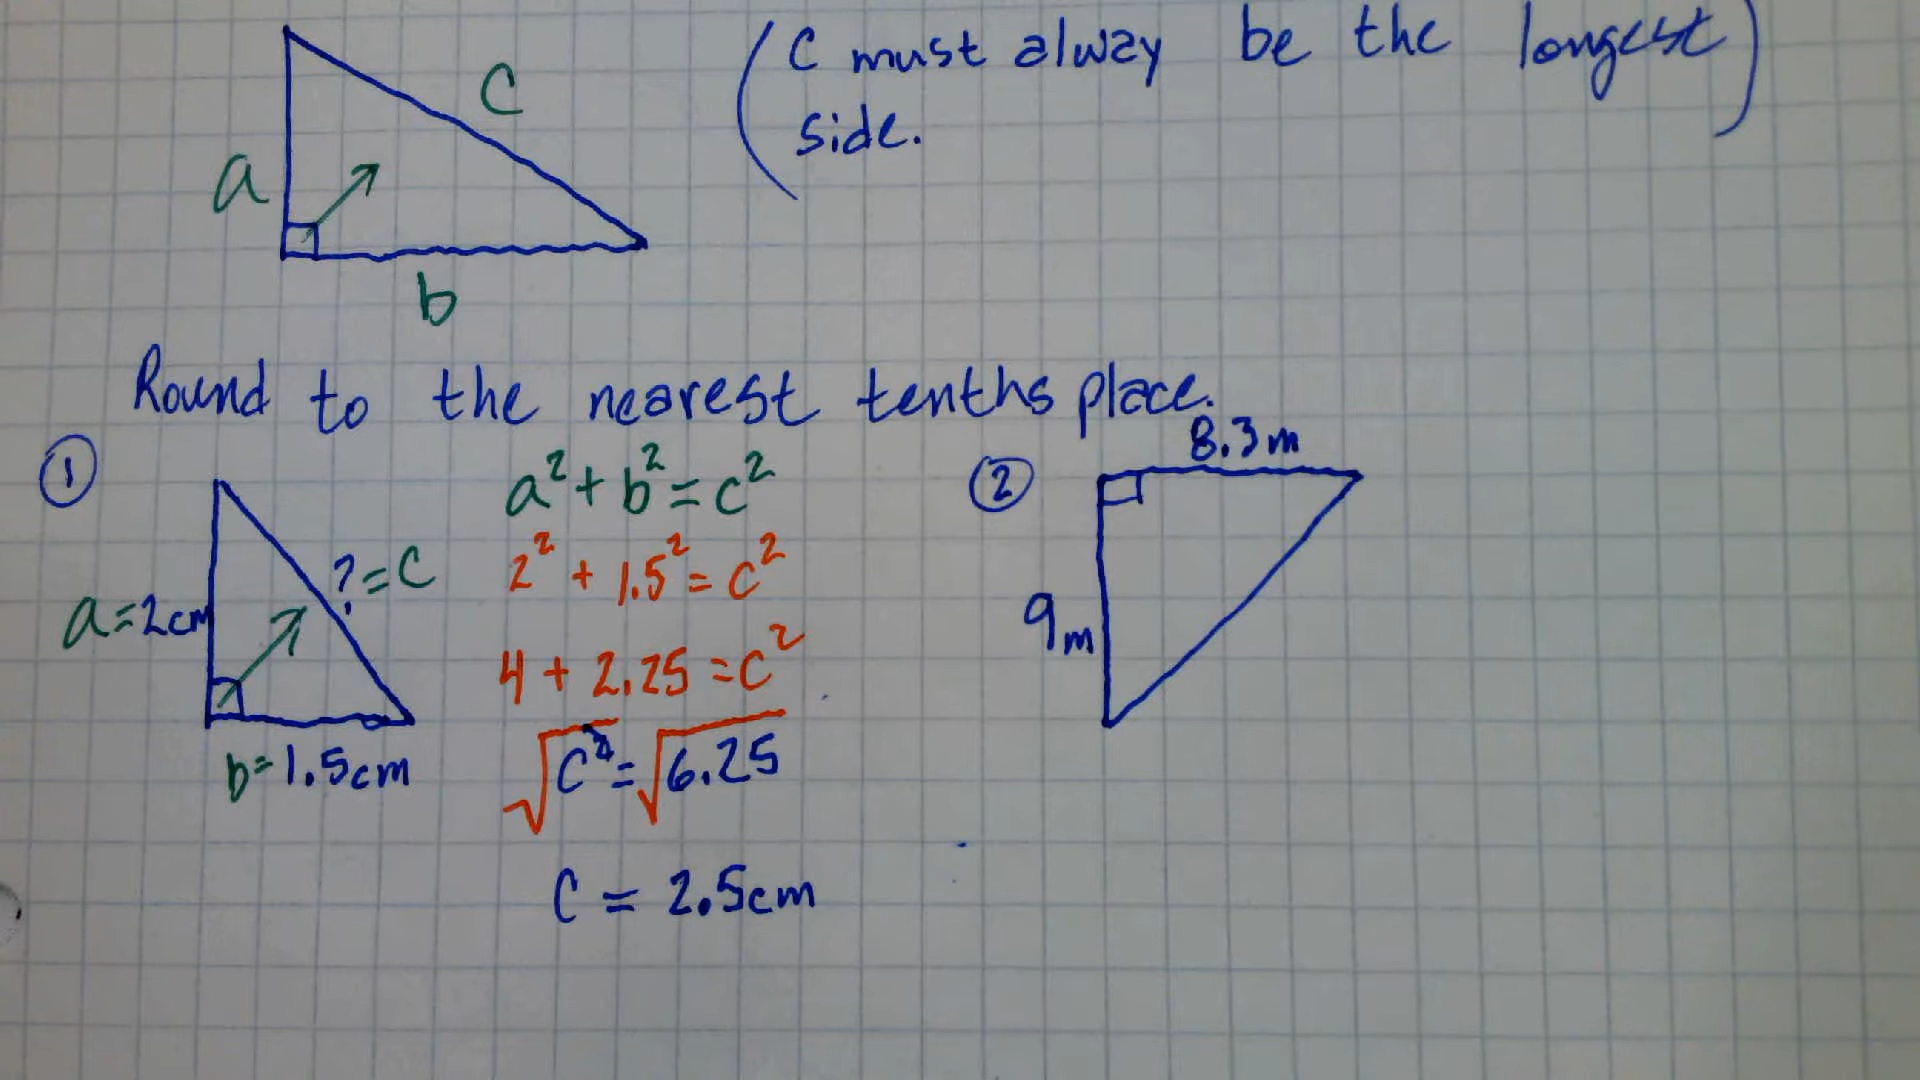 (C must alway be the longest)
side.
c
a
b
Round to the nearest tenths place.
①
a=2cm
?=c
b=1.5cm
a²+b²=c²
2²+1.5²=c²
4+2.25=c²
√c²=√6.25
C=2.5cm
②
8.3m
9m